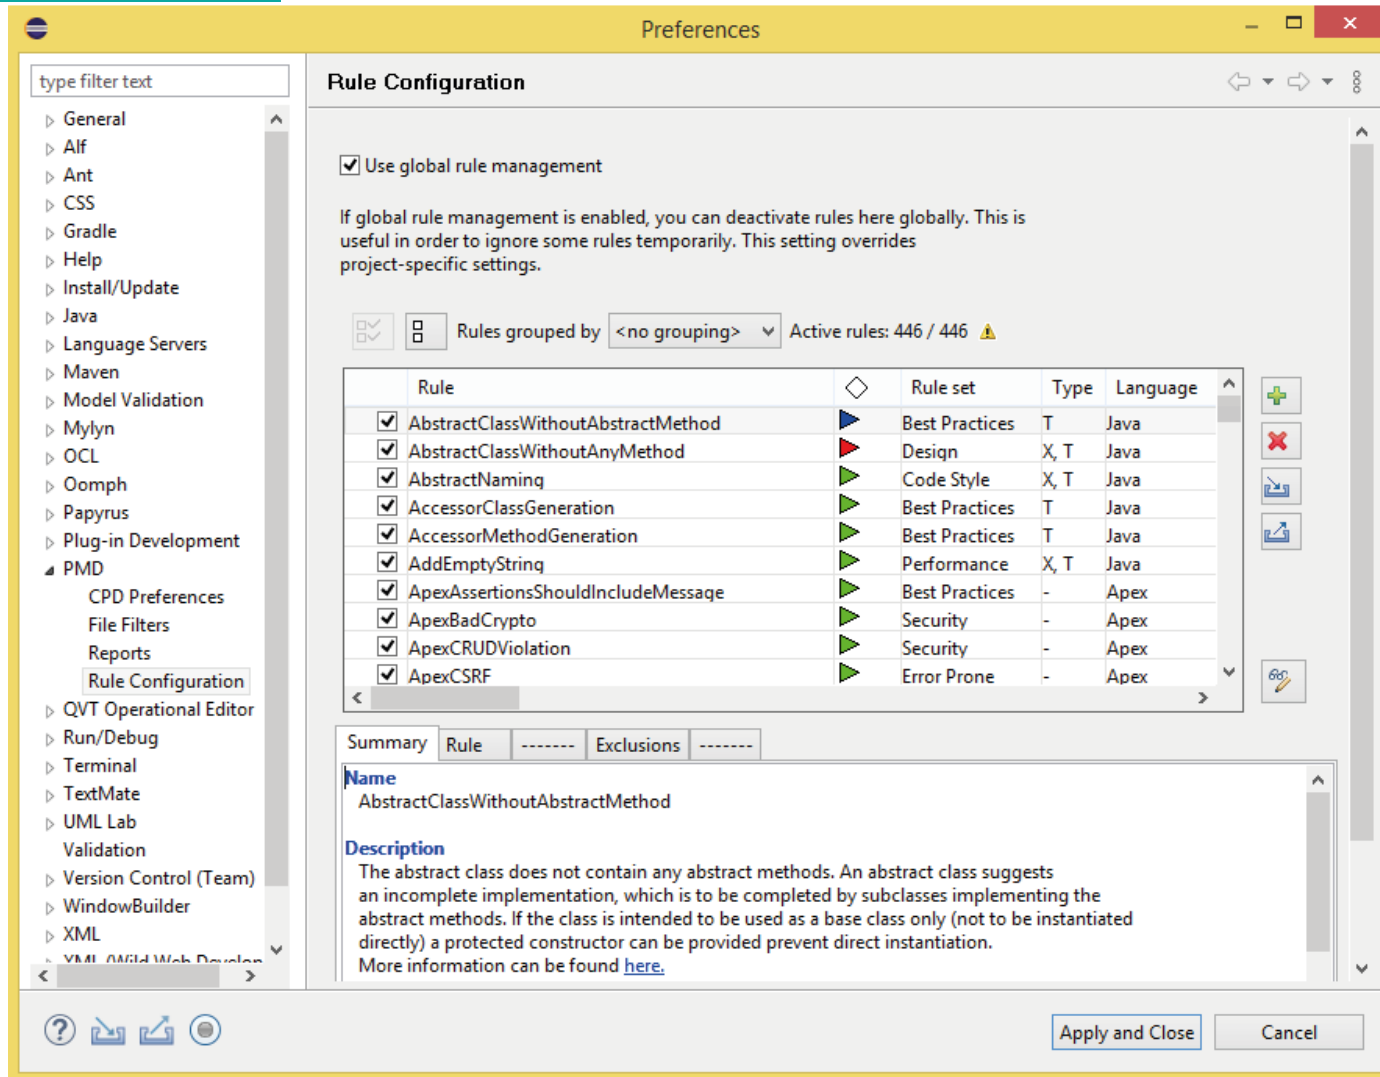 Preferences
type filter text
General
Alf
Ant
CSS
Gradle
Help
Install/Update
Java
Language Servers
Maven
Model Validation
Mylyn
OCL
Oomph
Papyrus
Plug-in Development
PMD
CPD Preferences
File Filters
Reports
Rule Configuration
QVT Operational Editor
Run/Debug
Terminal
TextMate
UML Lab
Validation
Version Control (Team)
WindowBuilder
XML
XML (Wild Web Develop
Rule Configuration
Use global rule management
If global rule management is enabled, you can deactivate rules here globally. This is
useful in order to ignore some rules temporarily. This setting overrides
project-specific settings.
Rules grouped by <no grouping> Active rules: 446 / 446
Rule Rule set Type Language
AbstractClassWithoutAbstractMethod Best Practices T Java
AbstractClassWithoutAnyMethod Design X, T Java
AbstractNaming Code Style X, T Java
AccessorClassGeneration Best Practices T Java
AccessorMethodGeneration Best Practices T Java
AddEmptyString Performance X, T Java
ApexAssertionsShouldIncludeMessage Best Practices - Apex
ApexBadCrypto Security - Apex
ApexCRUDViolation Security - Apex
ApexCSRF Error Prone - Apex
Summary Rule ------- Exclusions -------
Name
AbstractClassWithoutAbstractMethod
Description
The abstract class does not contain any abstract methods. An abstract class suggests
an incomplete implementation, which is to be completed by subclasses implementing the
abstract methods. If the class is intended to be used as a base class only (not to be instantiated
directly) a protected constructor can be provided prevent direct instantiation.
More information can be found here.
Apply and Close Cancel